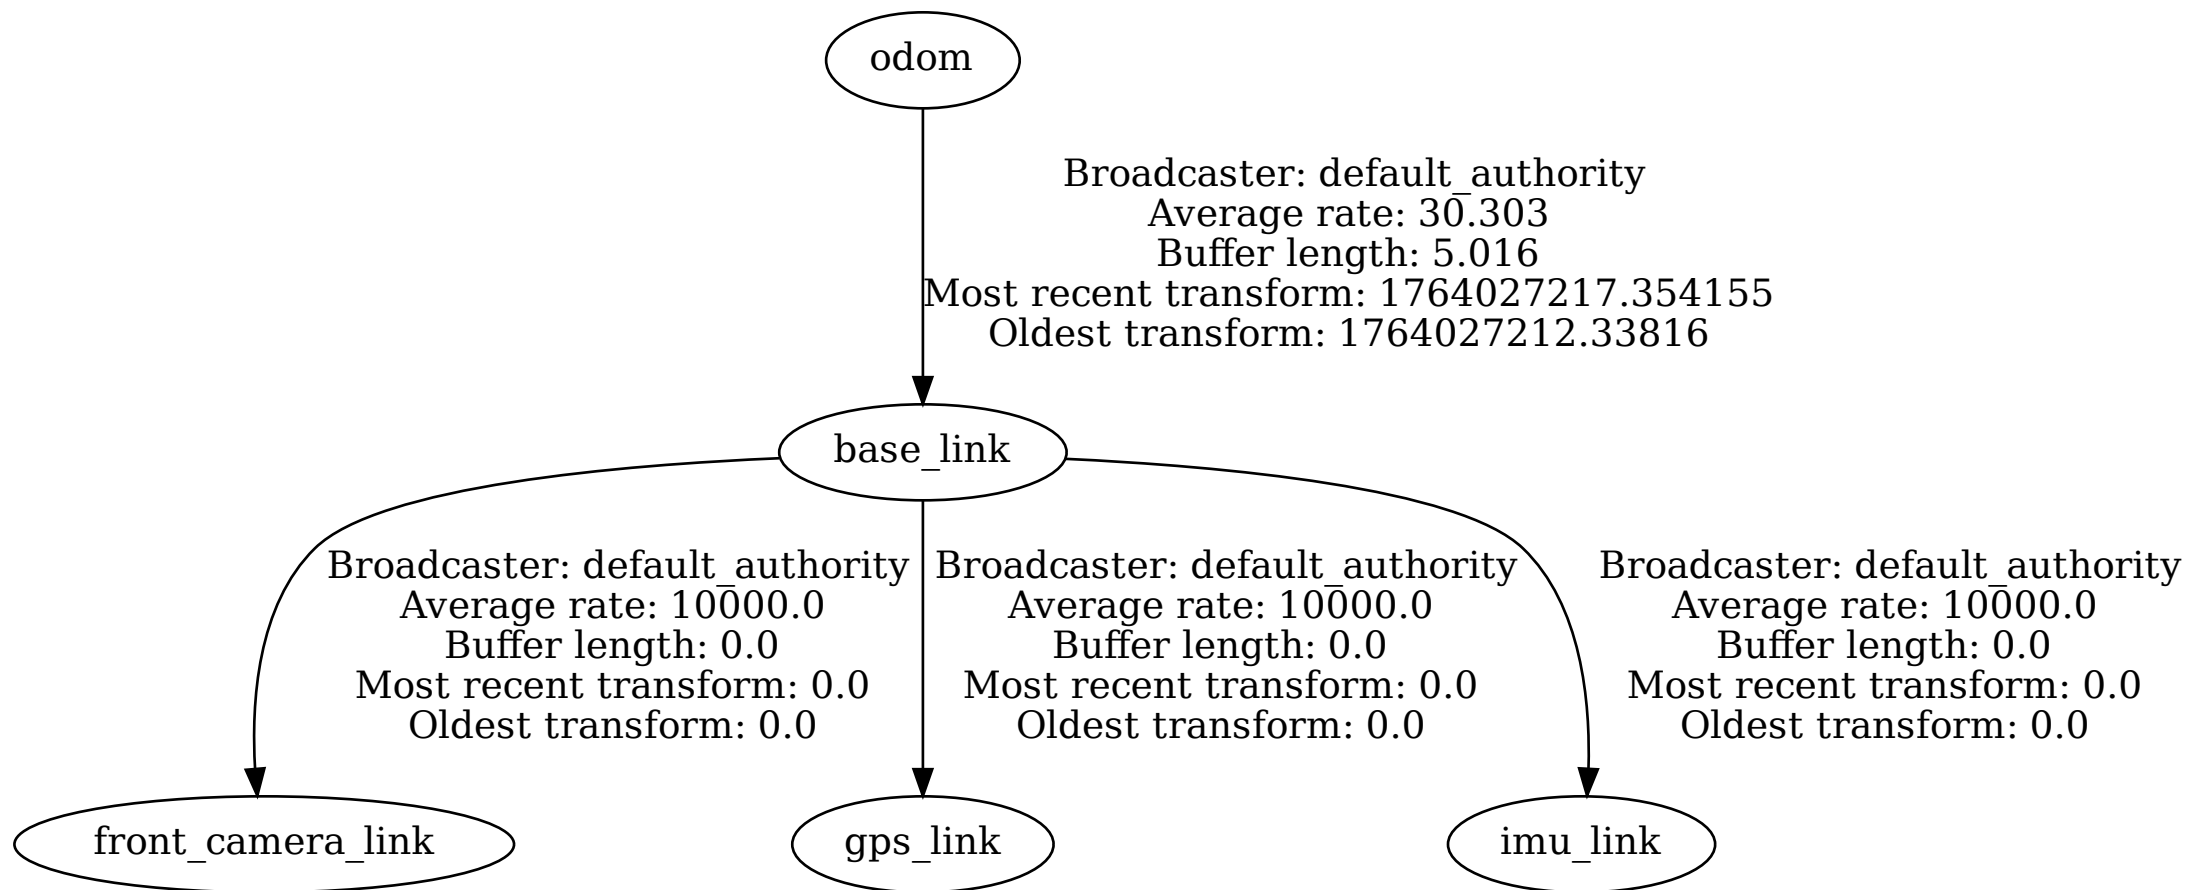 odom
Broadcaster: default_authority
Average rate: 30.303
Buffer length: 5.016
Most recent transform: 1764027217.354155
Oldest transform: 1764027212.33816
base_link
Broadcaster: default_authority
Average rate: 10000.0
Buffer length: 0.0
Most recent transform: 0.0
Oldest transform: 0.0
Broadcaster: default_authority
Average rate: 10000.0
Buffer length: 0.0
Most recent transform: 0.0
Oldest transform: 0.0
Broadcaster: default_authority
Average rate: 10000.0
Buffer length: 0.0
Most recent transform: 0.0
Oldest transform: 0.0
front_camera_link
gps_link
imu_link